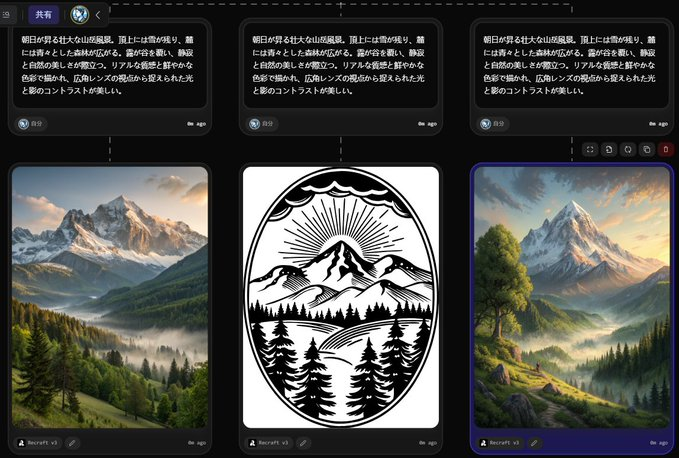 共有
朝日が昇る壮大な山岳風景。頂上には雪が残り、麓
には青々とした森林が広がる。霧が谷を覆い、静寂
と自然の美しさが際立つ。リアルな質感と鮮やかな
色彩で描かれ、広角レンズの視点から捉えられた光
と影のコントラストが美しい。
自分
0m ago
朝日が昇る壮大な山岳風景。頂上には雪が残り、麓
には青々とした森林が広がる。霧が谷を覆い、静寂
と自然の美しさが際立つ。リアルな質感と鮮やかな
色彩で描かれ、広角レンズの視点から捉えられた光
と影のコントラストが美しい。
自分
0m ago
朝日が昇る壮大な山岳風景。頂上には雪が残り、麓
には青々とした森林が広がる。霧が谷を覆い、静寂
と自然の美しさが際立つ。リアルな質感と鮮やかな
色彩で描かれ、広角レンズの視点から捉えられた光
と影のコントラストが美しい。
自分
0m ago
Recraft v3
0m ago
Recraft v3
0m ago
Recraft v3
0m ago